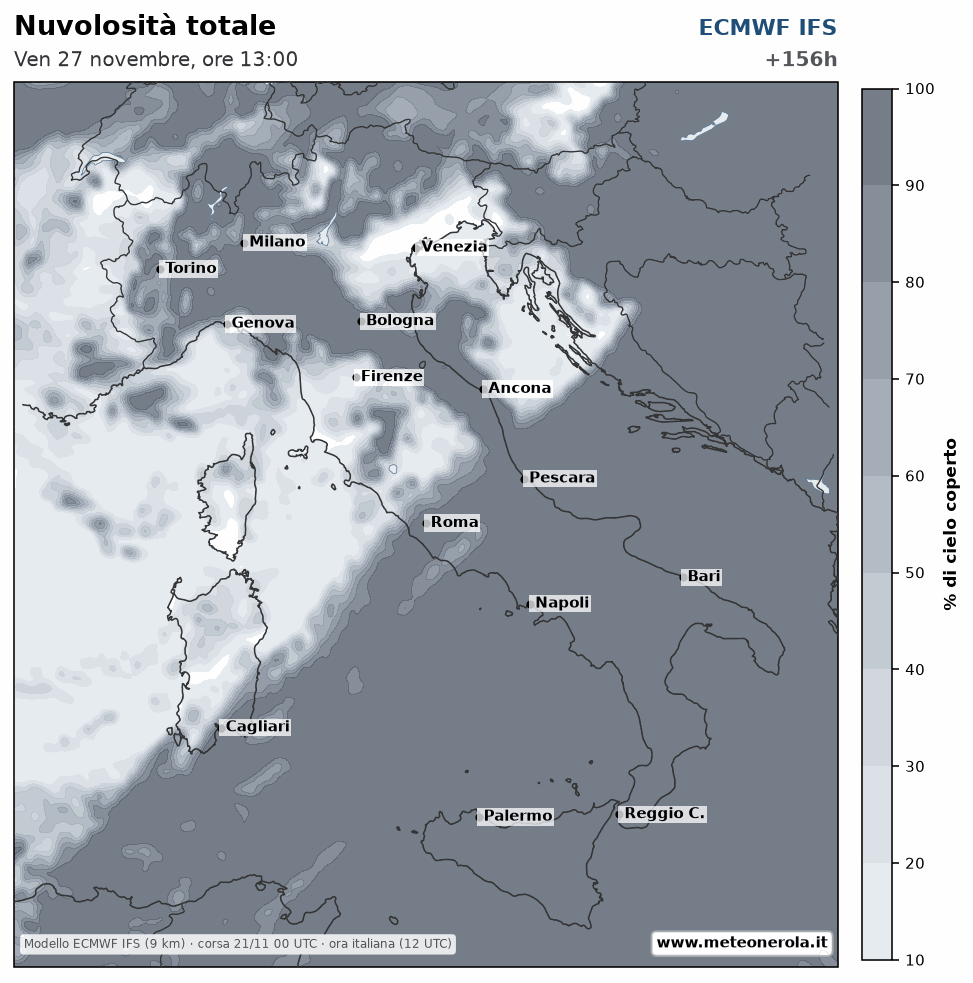 Nuvolosità totale
ECMWF IFS
Ven 27 novembre, ore 13:00
+156h
100
90
80
70
60
50
40
30
20
10
% di cielo coperto
Milano
Venezia
Torino
Genova
Bologna
Firenze
Ancona
Pescara
Roma
Bari
Napoli
Cagliari
Palermo
Reggio C.
Modello ECMWF IFS (9 km) · corsa 21/11 00 UTC · ora italiana (12 UTC)
www.meteonerola.it